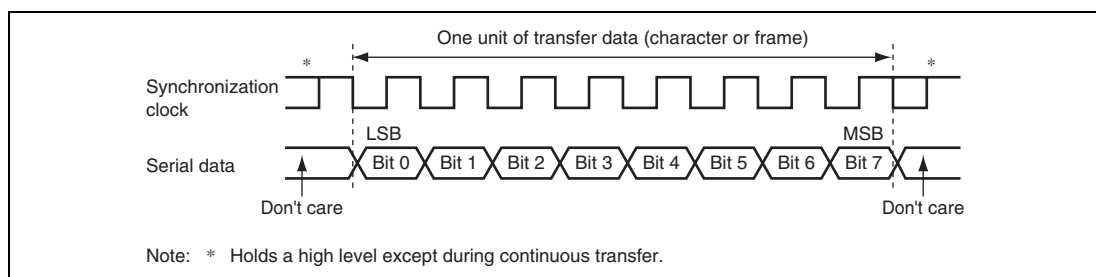 One unit of transfer data (character or frame)
*
*
Synchronization
clock
LSB
MSB
Serial data
Bit 0
Bit 1
Bit 2
Bit 3
Bit 4
Bit 5
Bit 6
Bit 7
Don't care
Don't care
Note: * Holds a high level except during continuous transfer.